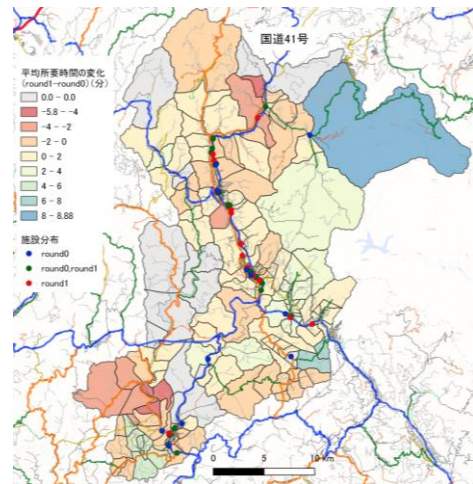 国道41号
平均所要時間の変化
(round1-round0)(分)
0.0 - 0.0
-5.8 - -4
-4 - -2
-2 - 0
0 - 2
2 - 4
4 - 6
6 - 8
8 - 8.88
施設分布
round0
round0,round1
round1
0 5 10 km